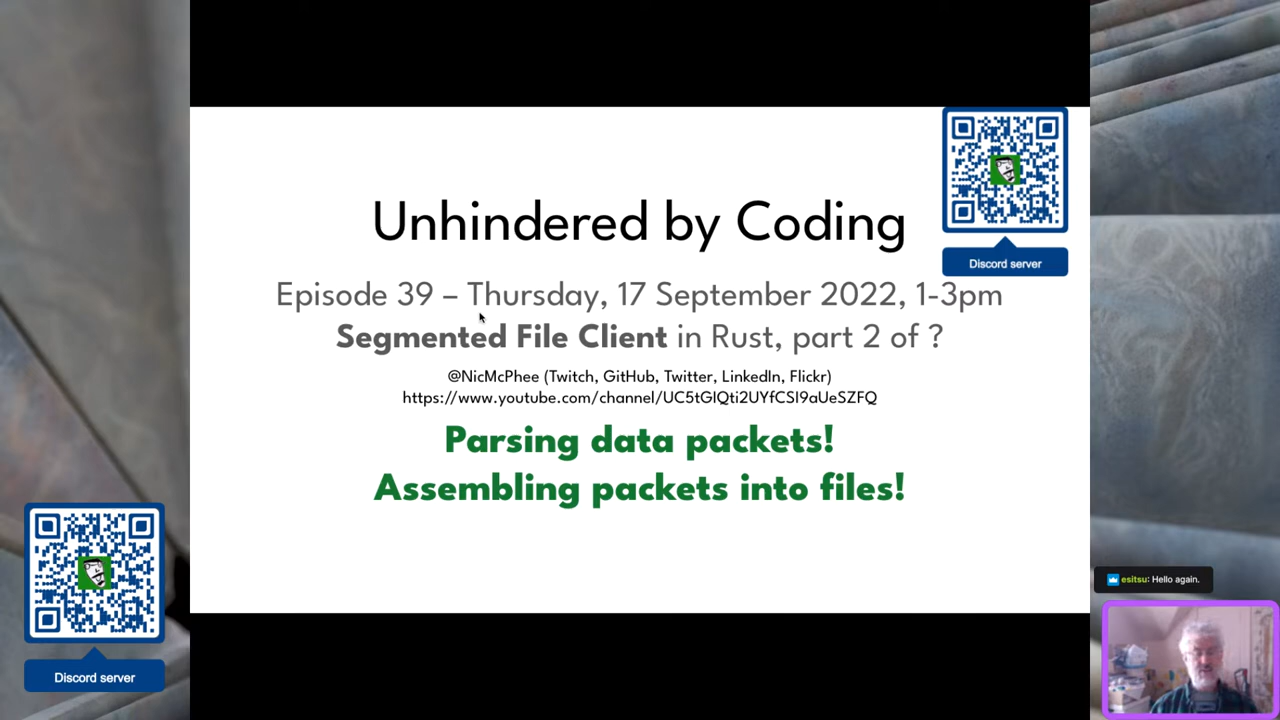 Unhindered by Coding
Episode 39 – Thursday, 17 September 2022, 1-3pm
Segmented File Client in Rust, part 2 of ?
@NicMcPhee (Twitch, GitHub, Twitter, LinkedIn, Flickr)
https://www.youtube.com/channel/UC5tGIQti2UYfCSI9aUeSZFQ
Parsing data packets!
Assembling packets into files!
Discord server
esitsu: Hello again.
Discord server